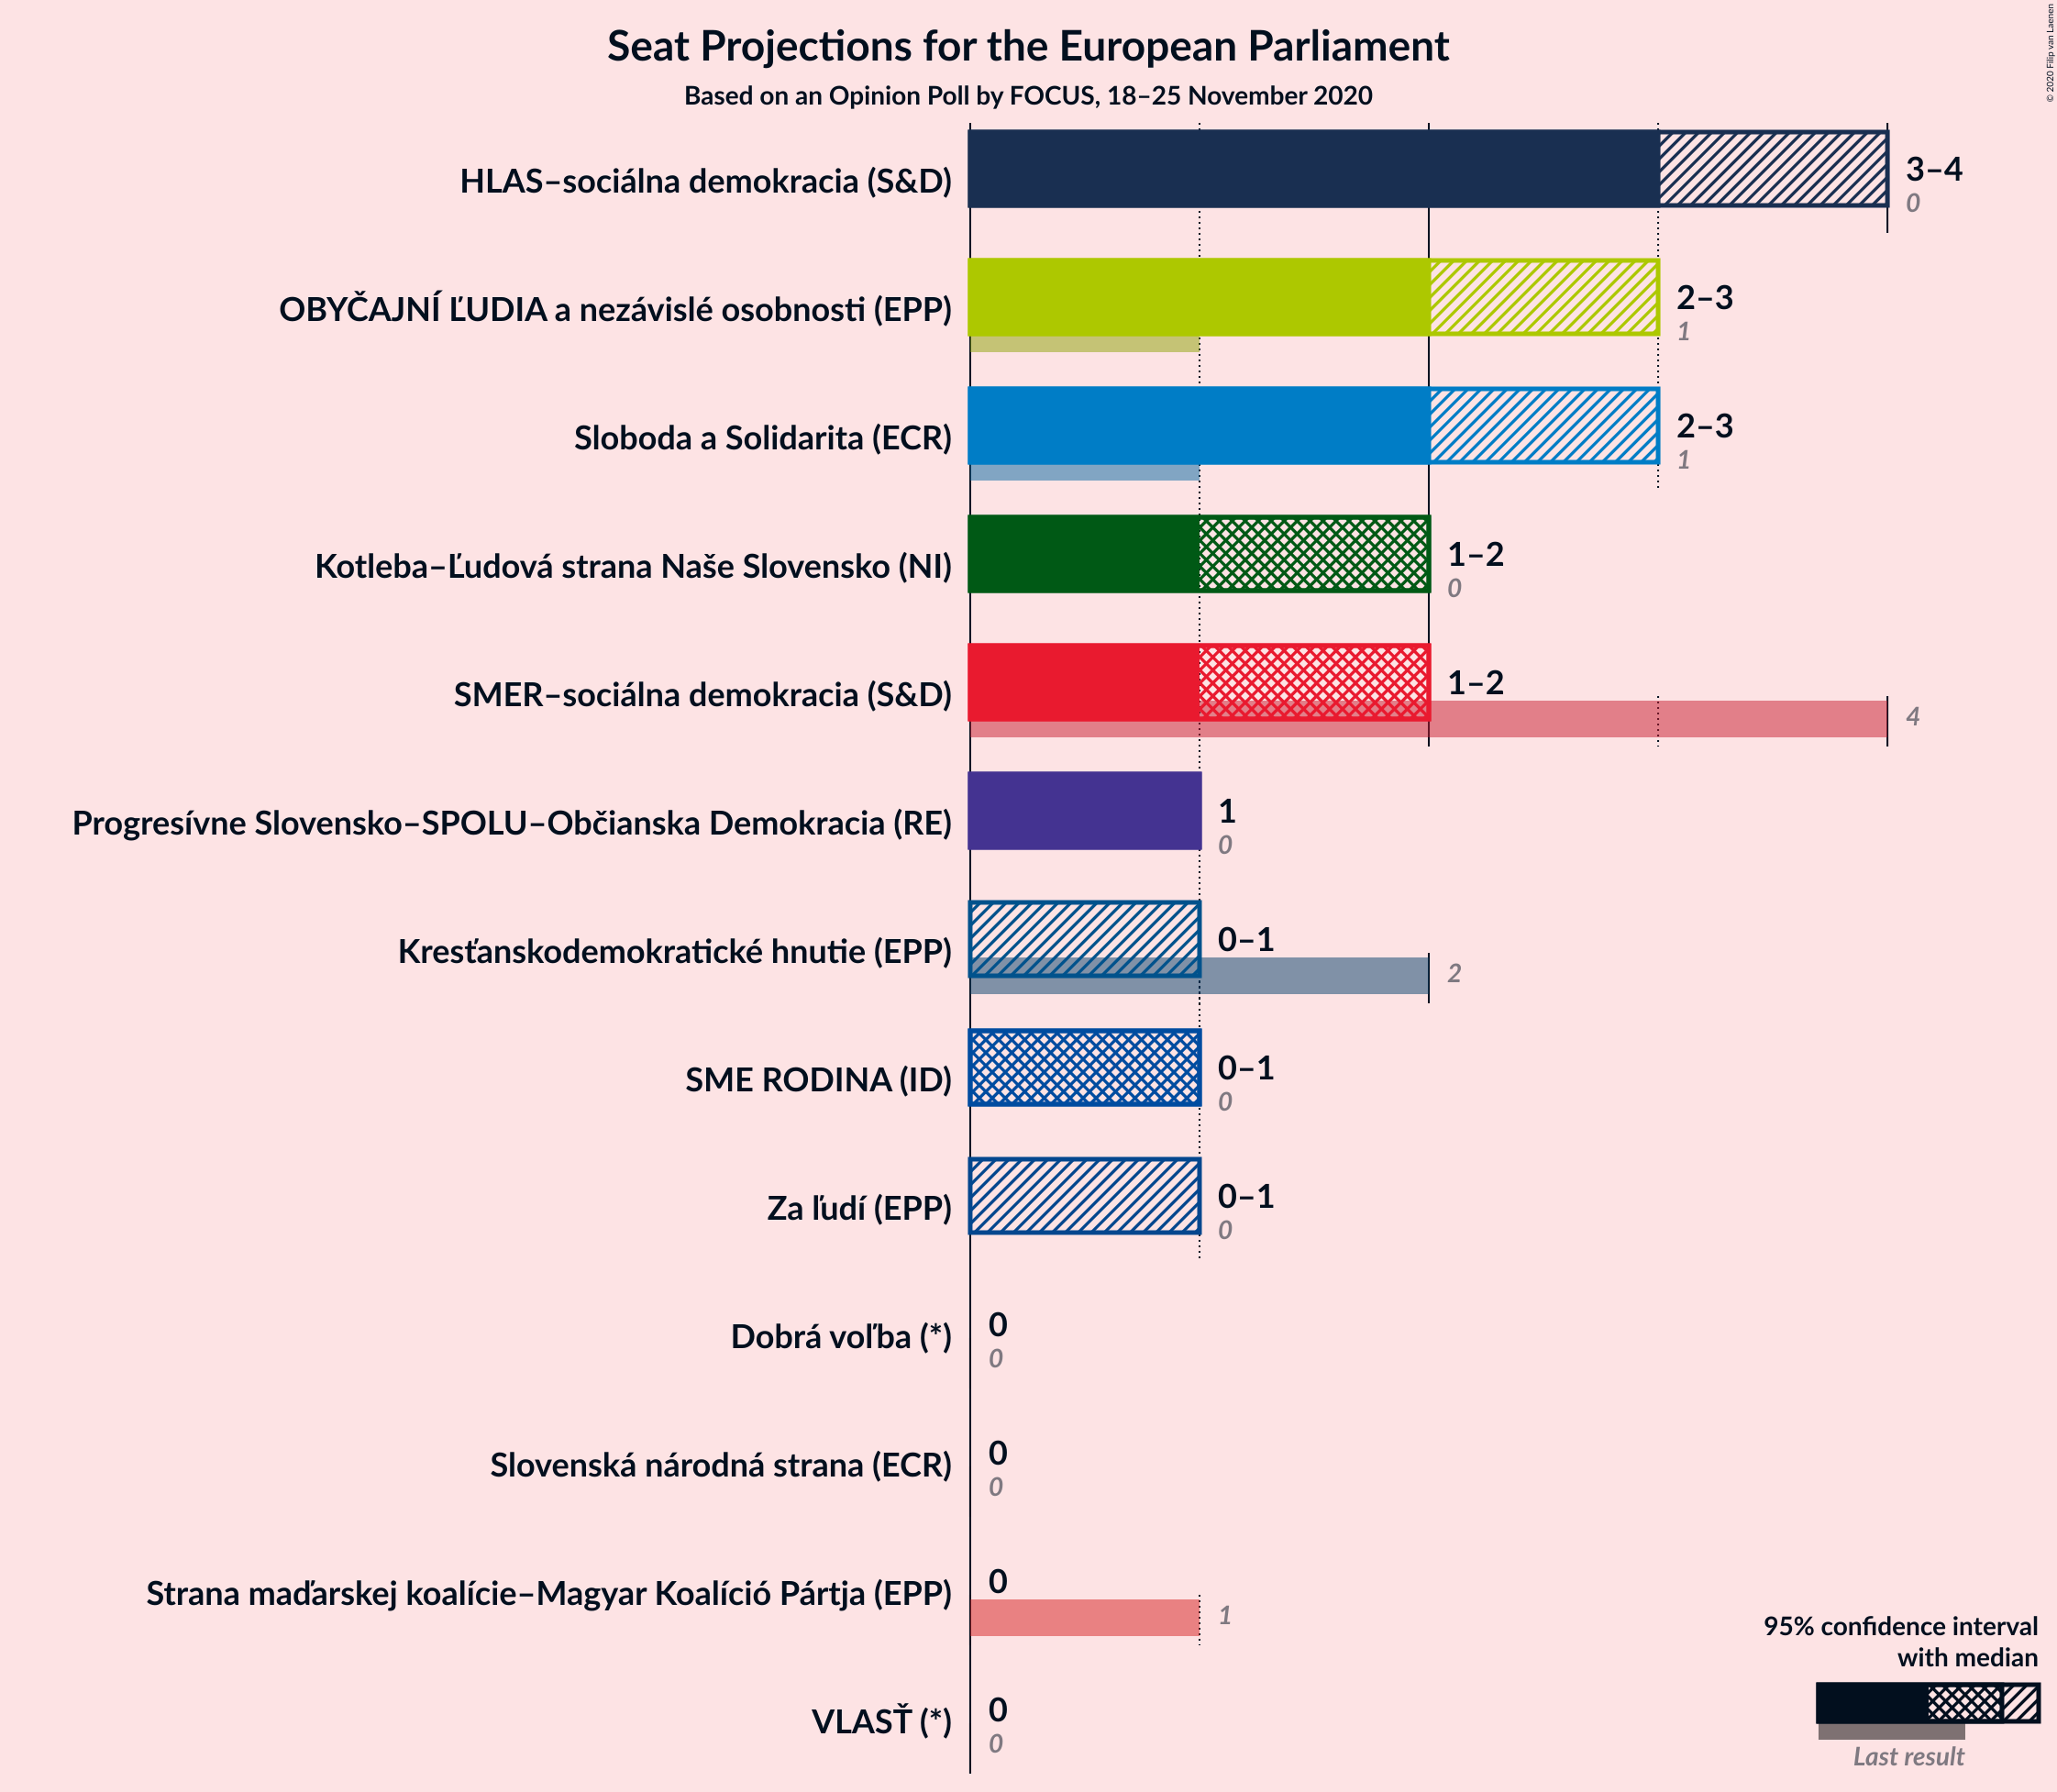 © 2020 Filip van Laenen
Seat Projections for the European Parliament
Based on an Opinion Poll by FOCUS, 18–25 November 2020
HLAS–sociálna demokracia (S&D)
3–4
0
OBYČAJNÍ ĽUDIA a nezávislé osobnosti (EPP)
2–3
1
Sloboda a Solidarita (ECR)
2–3
1
Kotleba–Ľudová strana Naše Slovensko (NI)
1–2
0
SMER–sociálna demokracia (S&D)
1–2
4
Progresívne Slovensko–SPOLU–Občianska Demokracia (RE)
1
0
Kresťanskodemokratické hnutie (EPP)
0–1
2
SME RODINA (ID)
0–1
0
Za ľudí (EPP)
0–1
0
Dobrá voľba (*)
0
0
Slovenská národná strana (ECR)
0
0
Strana maďarskej koalície–Magyar Koalíció Pártja (EPP)
0
1
VLASŤ (*)
0
0
95% confidence interval
with median
Last result